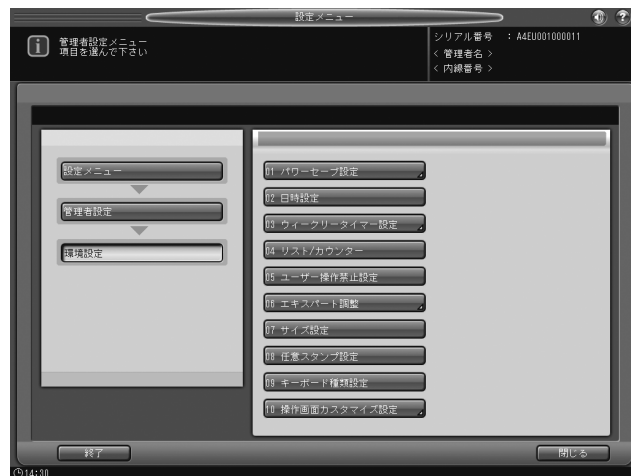 設定メニュー
管理者設定メニュー
項目を選んで下さい
シリアル番号 : A4EU001000011
< 管理者名 >
< 内線番号 >
設定メニュー
管理者設定
環境設定
01 パワーセーブ設定
02 日時設定
03 ウィークリータイマー設定
04 リスト/カウンター
05 ユーザー操作禁止設定
06 エキスパート調整
07 サイズ設定
08 任意スタンプ設定
09 キーボード種類設定
10 操作画面カスタマイズ設定
終了
閉じる
14:30